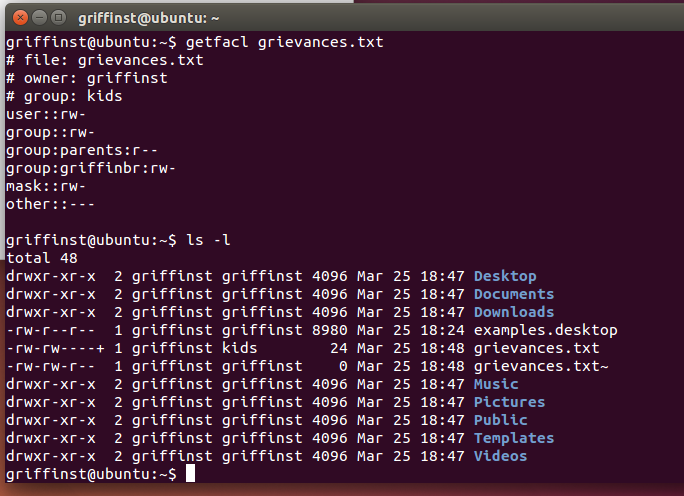 griffinst@ubuntu: ~
griffinst@ubuntu:~$ getfacl grievances.txt
# file: grievances.txt
# owner: griffinst
# group: kids
user::rw-
group::rw-
group:parents:r--
group:griffinbr:rw-
mask::rw-
other::---
griffinst@ubuntu:~$ ls -l
total 48
drwxr-xr-x  2 griffinst griffinst 4096 Mar 25 18:47 Desktop
drwxr-xr-x  2 griffinst griffinst 4096 Mar 25 18:47 Documents
drwxr-xr-x  2 griffinst griffinst 4096 Mar 25 18:47 Downloads
-rw-r--r--  1 griffinst griffinst 8980 Mar 25 18:24 examples.desktop
-rw-rw----+ 1 griffinst kids        24 Mar 25 18:48 grievances.txt
-rw-rw-r--  1 griffinst griffinst    0 Mar 25 18:48 grievances.txt~
drwxr-xr-x  2 griffinst griffinst 4096 Mar 25 18:47 Music
drwxr-xr-x  2 griffinst griffinst 4096 Mar 25 18:47 Pictures
drwxr-xr-x  2 griffinst griffinst 4096 Mar 25 18:47 Public
drwxr-xr-x  2 griffinst griffinst 4096 Mar 25 18:47 Templates
drwxr-xr-x  2 griffinst griffinst 4096 Mar 25 18:47 Videos
griffinst@ubuntu:~$